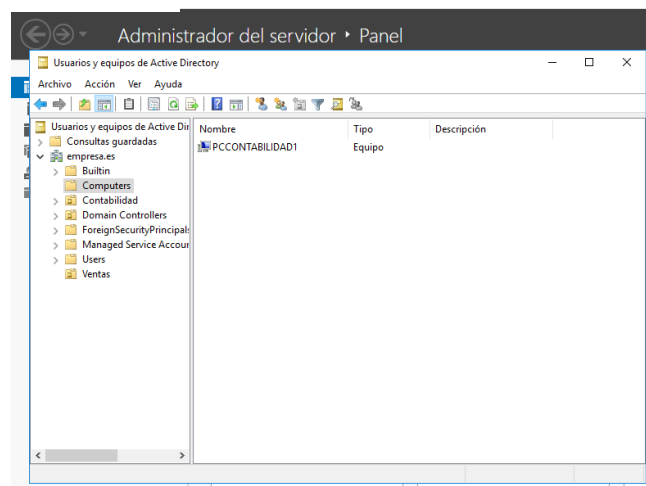 Administrador del servidor ‣ Panel
Usuarios y equipos de Active Directory
Archivo Acción Ver Ayuda
Usuarios y equipos de Active Dir
Consultas guardadas
empresa.es
Builtin
Computers
Contabilidad
Domain Controllers
ForeignSecurityPrincipals
Managed Service Accour
Users
Ventas
Nombre Tipo Descripción
PCCONTABILIDAD1 Equipo